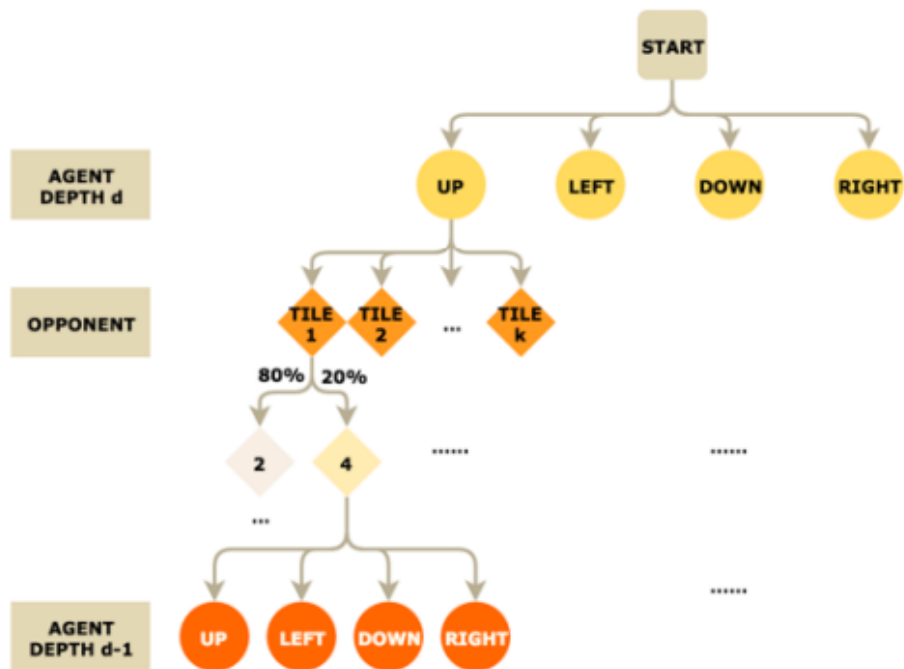 START
AGENT
DEPTH d
UP
LEFT
DOWN
RIGHT
OPPONENT
TILE
1
TILE
2
...
TILE
k
80%
20%
2
4
......
......
...
......
AGENT
DEPTH d-1
UP
LEFT
DOWN
RIGHT